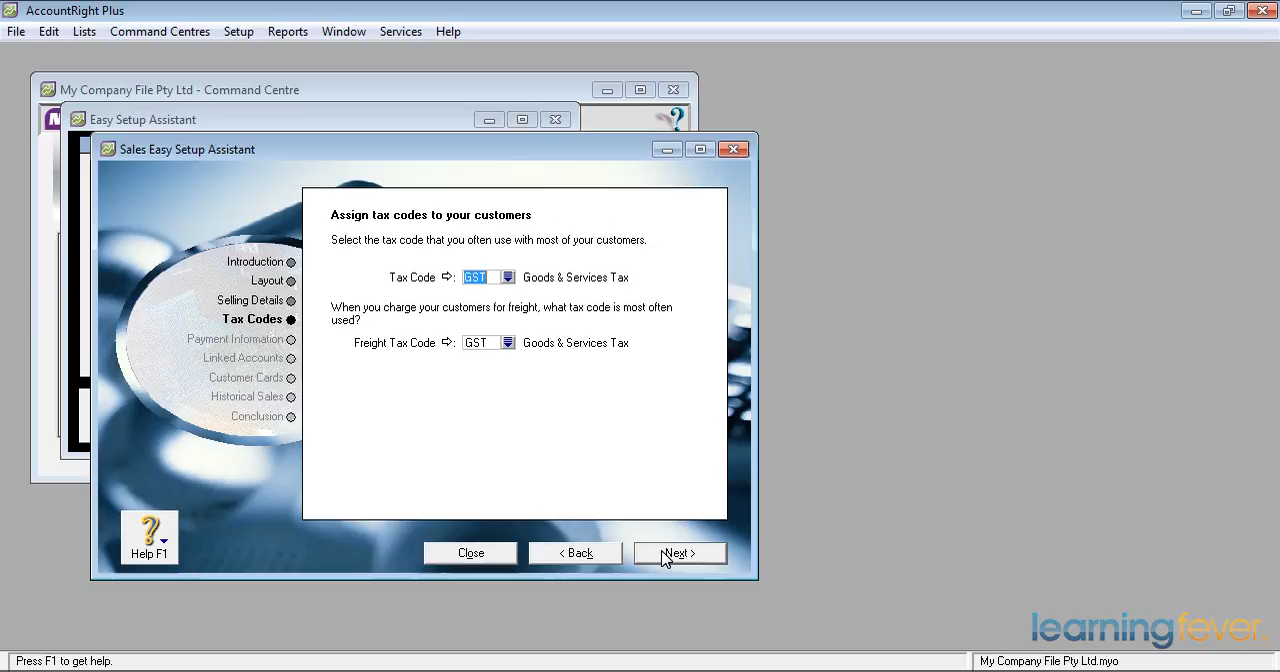 AccountRight Plus
File Edit Lists Command Centres Setup Reports Window Services Help
My Company File Pty Ltd - Command Centre
Easy Setup Assistant
Sales Easy Setup Assistant
Introduction
Layout
Selling Details
Tax Codes
Payment Information
Linked Accounts
Customer Cards
Historical Sales
Conclusion
Assign tax codes to your customers
Select the tax code that you often use with most of your customers.
Tax Code : GST Goods & Services Tax
When you charge your customers for freight, what tax code is most often
used?
Freight Tax Code : GST Goods & Services Tax
Help F1
Close < Back Next >
learningfever
Press F1 to get help. My Company File Pty Ltd.myo